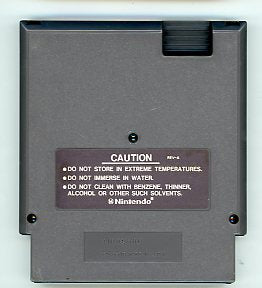 CAUTION REV-A
●DO NOT STORE IN EXTREME TEMPERATURES.
●DO NOT IMMERSE IN WATER.
●DO NOT CLEAN WITH BENZENE, THINNER,
ALCOHOL OR OTHER SUCH SOLVENTS.
®Nintendo®